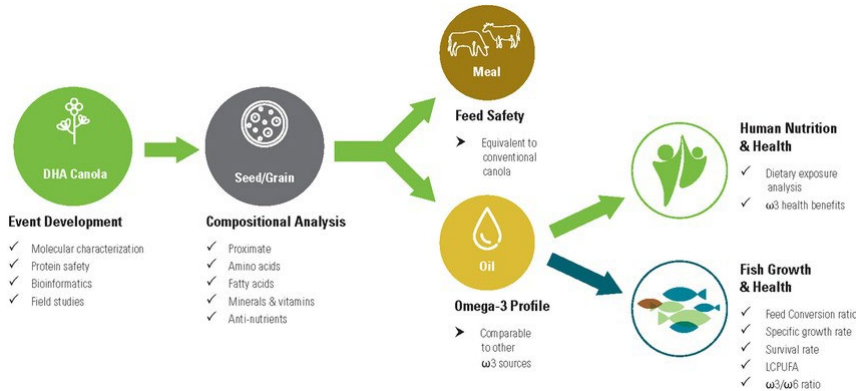 DHA Canola
Event Development
✓ Molecular characterization
✓ Protein safety
✓ Bioinformatics
✓ Field studies
Seed/Grain
Compositional Analysis
✓ Proximate
✓ Amino acids
✓ Fatty acids
✓ Minerals & vitamins
✓ Anti-nutrients
Meal
Feed Safety
➤ Equivalent to
conventional
canola
Oil
Omega-3 Profile
➤ Comparable
to other
ω3 sources
Human Nutrition
& Health
✓ Dietary exposure
analysis
✓ ω3 health benefits
Fish Growth
& Health
✓ Feed Conversion ratio
✓ Specific growth rate
✓ Survival rate
✓ LCPUFA
✓ ω3/ω6 ratio